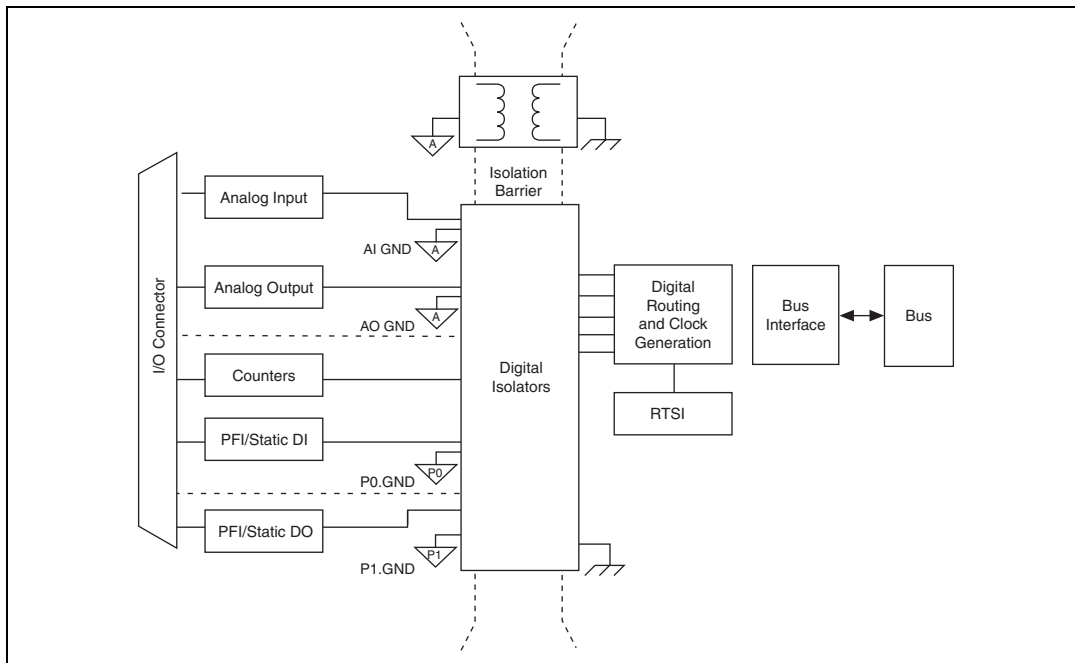 A
Isolation
Barrier
I/O Connector
Analog Input
AI GND
A
Analog Output
AO GND
A
Counters
PFI/Static DI
P0.GND
P0
PFI/Static DO
P1.GND
P1
Digital
Isolators
Digital
Routing
and Clock
Generation
RTSI
Bus
Interface
Bus